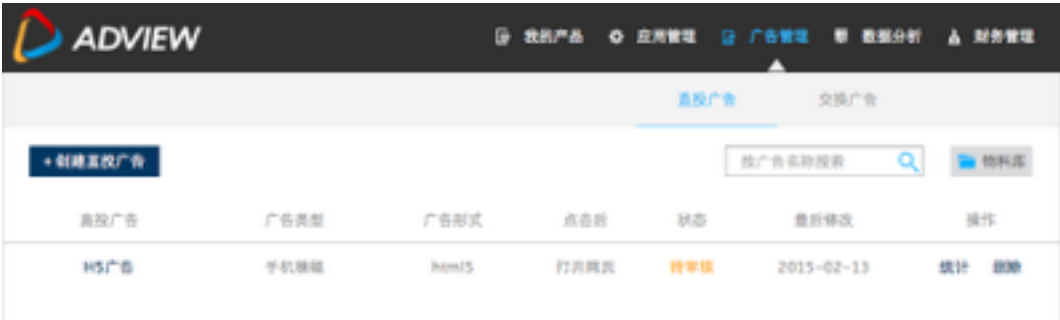 ADVIEW 我的产品 应用管理 广告管理 数据分析 财务管理
直投广告 交换广告
+创建直投广告 按广告名称搜索 物料库
直投广告 广告类型 广告形式 点击后 状态 最后修改 操作
H5广告 手机横幅 html5 打开网页 待审核 2015-02-13 统计 删除